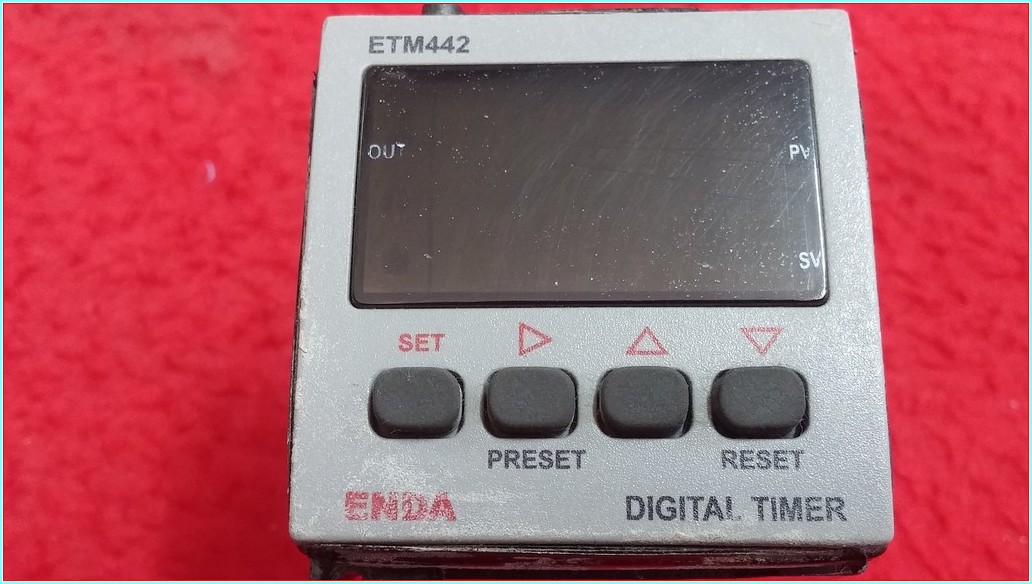 ETM442
OUT PV
SV
SET
PRESET RESET
ENDA DIGITAL TIMER